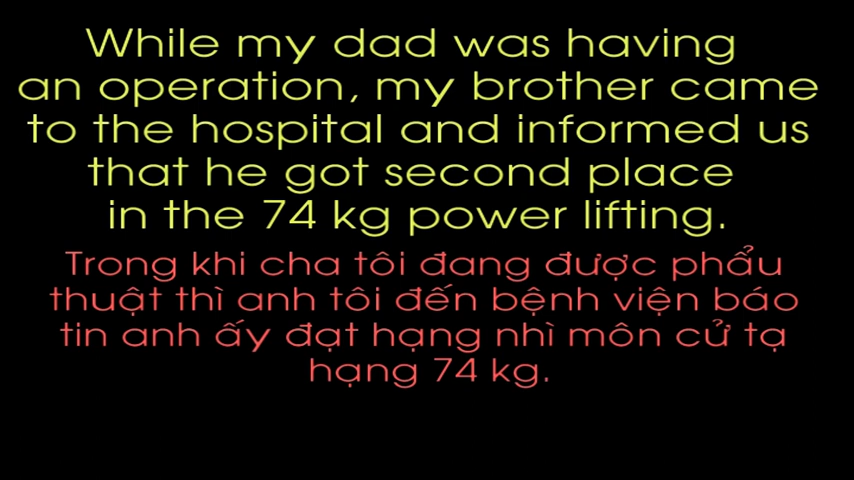 While my dad was having
an operation, my brother came
to the hospital and informed us
that he got second place
in the 74 kg power lifting.
Trong khi cha tôi đang được phẩu
thuật thì anh tôi đến bệnh viện báo
tin anh ấy đạt hạng nhì môn cử tạ
hạng 74 kg.